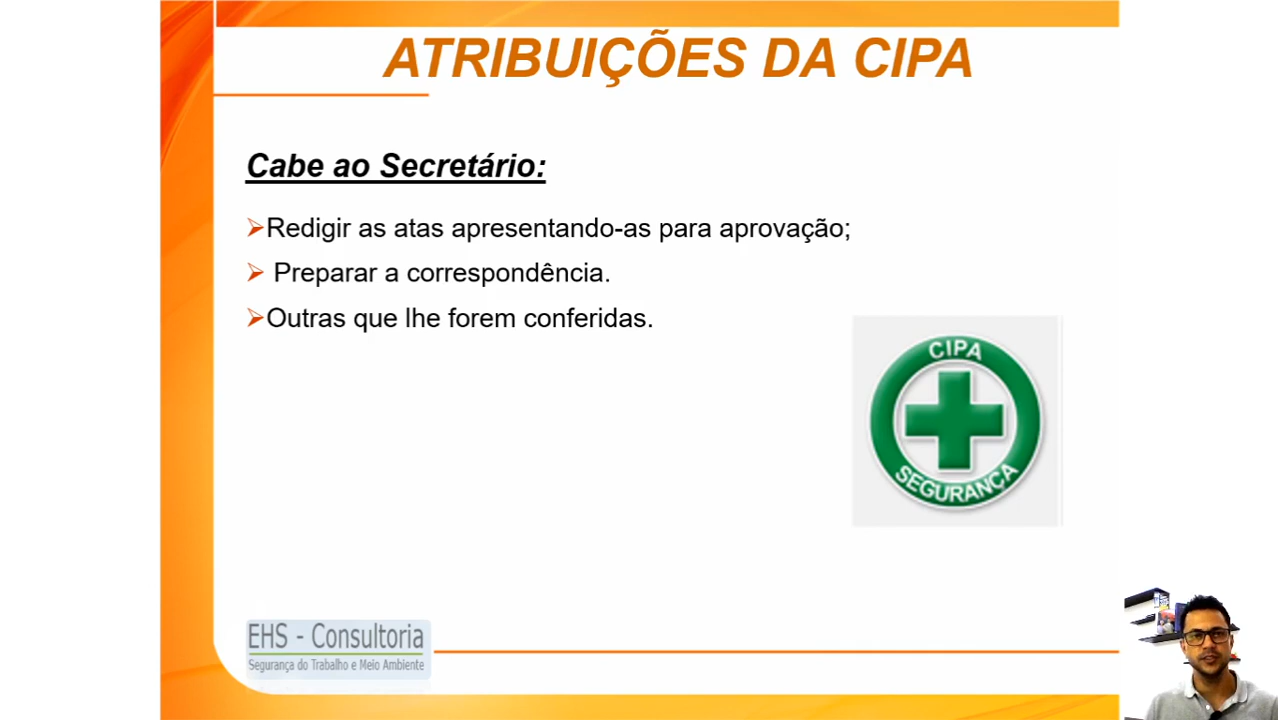 ATRIBUIÇÕES DA CIPA
Cabe ao Secretário:
Redigir as atas apresentando-as para aprovação;
Preparar a correspondência.
Outras que lhe forem conferidas.
CIPA
SEGURANÇA
EHS - Consultoria
Segurança do Trabalho e Meio Ambiente